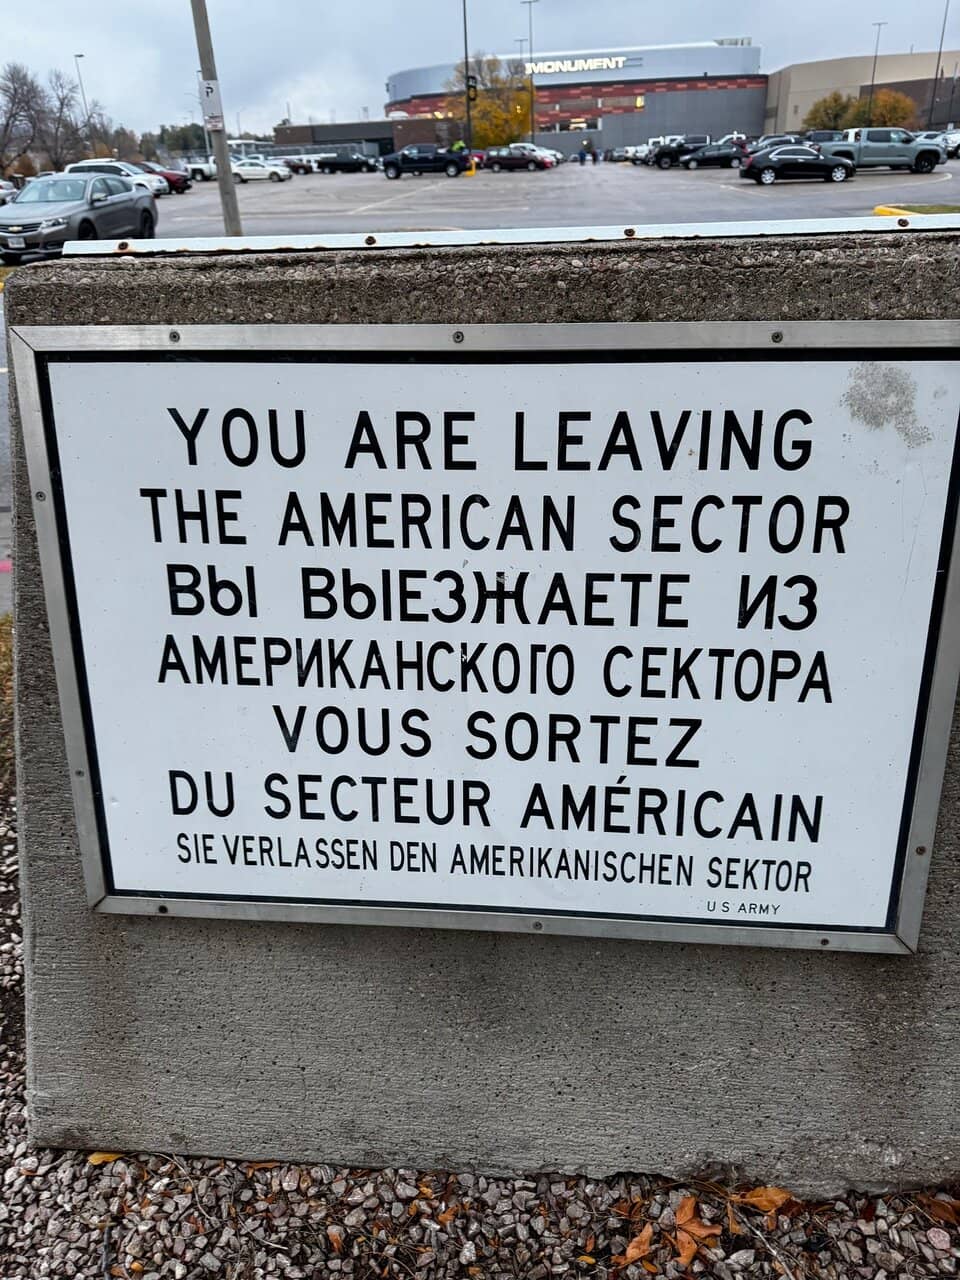 MONUMENT
YOU ARE LEAVING
THE AMERICAN SECTOR
ВЫ ВЫЕЗЖАЕТЕ ИЗ
АМЕРИКАНСКОГО СЕКТОРА
VOUS SORTEZ
DU SECTEUR AMÉRICAIN
SIE VERLASSEN DEN AMERIKANISCHEN SEKTOR
US ARMY